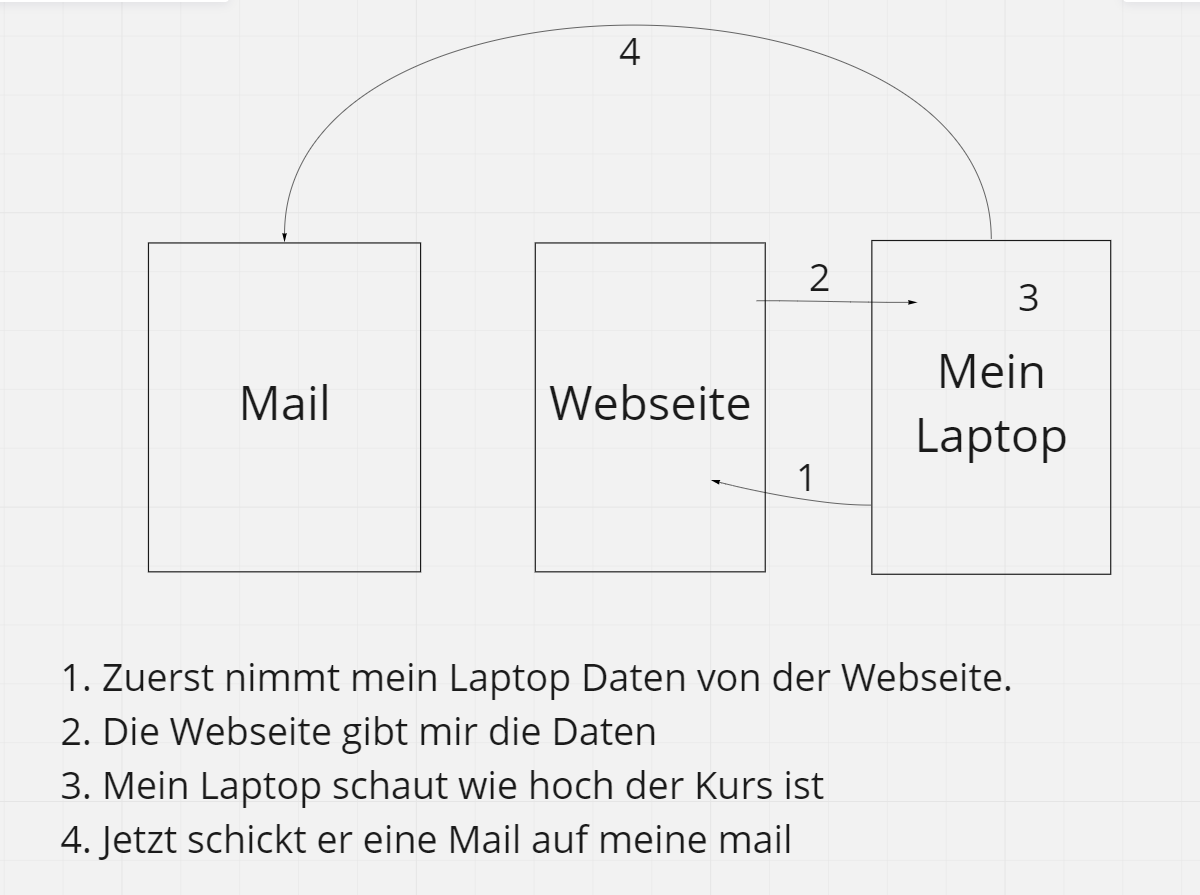 4
2
3
Mail
Webseite
Mein
Laptop
1
1. Zuerst nimmt mein Laptop Daten von der Webseite.
2. Die Webseite gibt mir die Daten
3. Mein Laptop schaut wie hoch der Kurs ist
4. Jetzt schickt er eine Mail auf meine mail